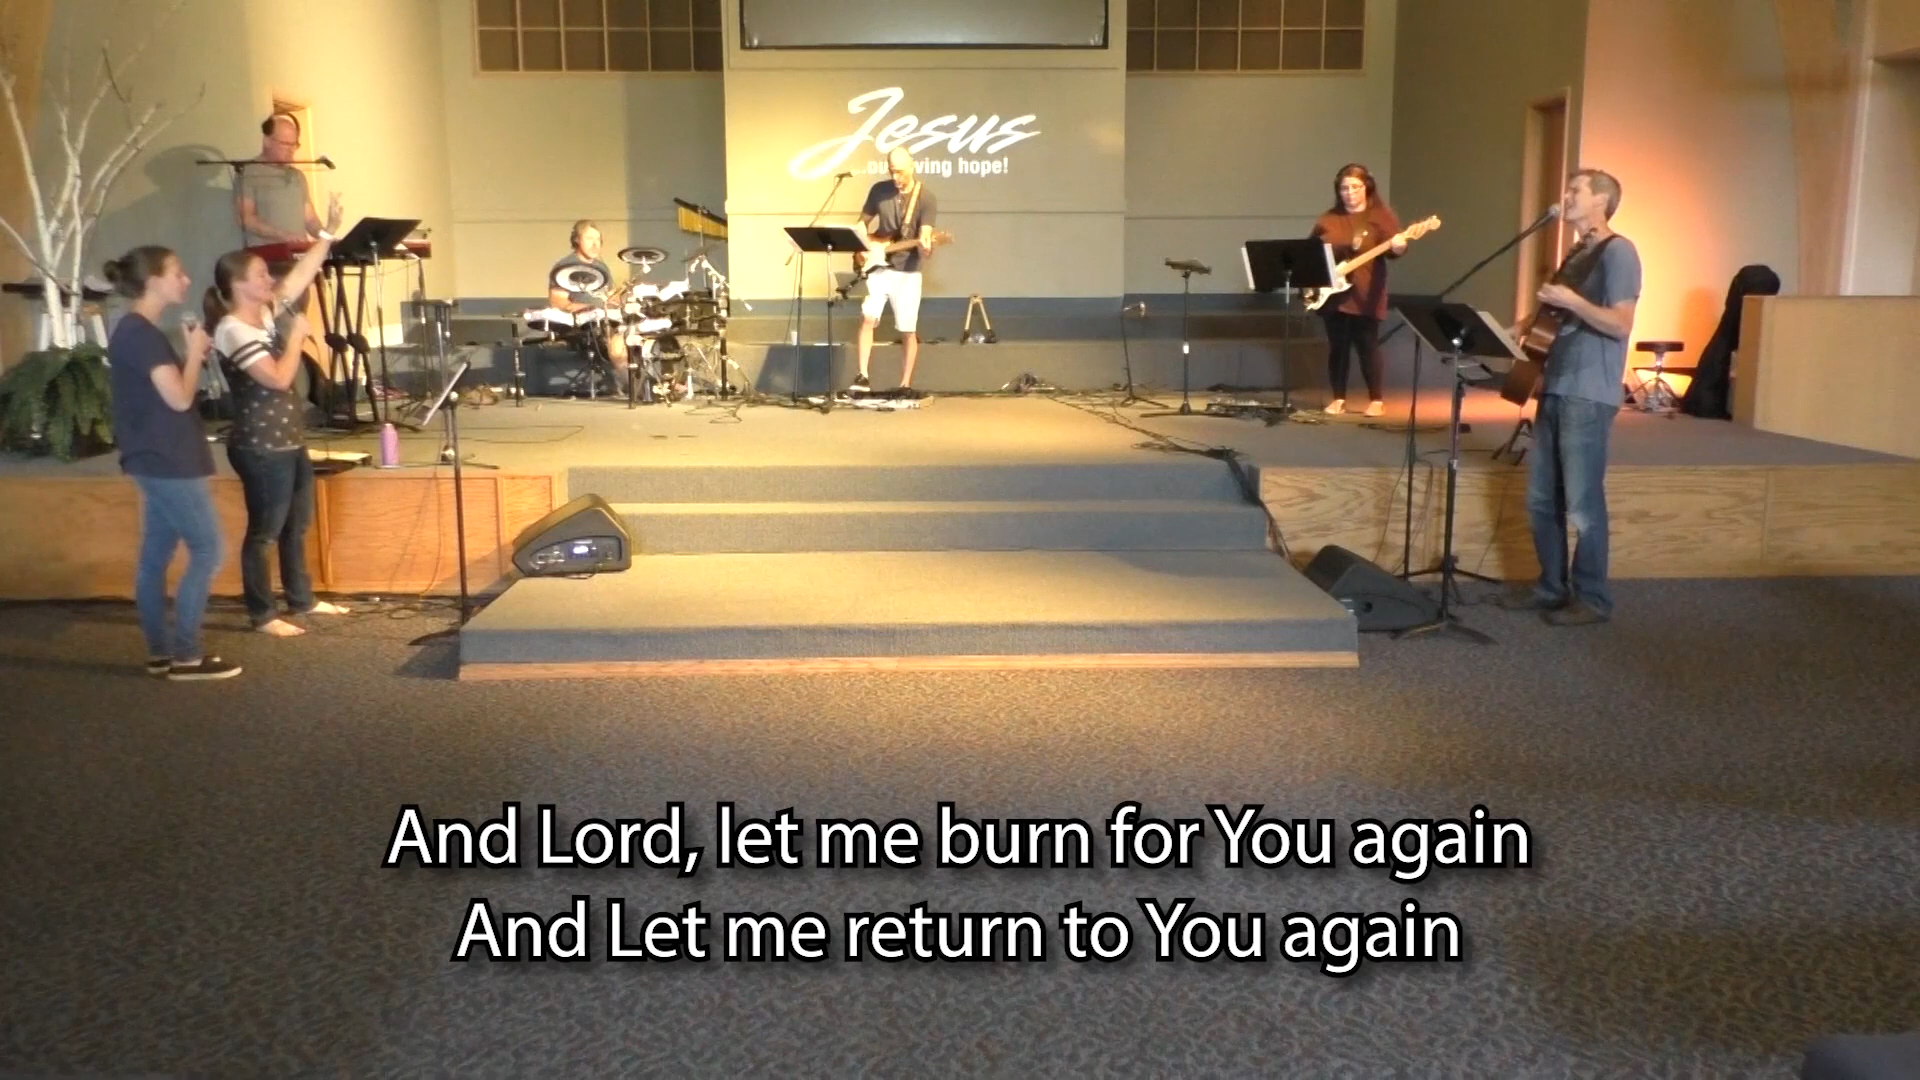 Jesus
hope!
And Lord, let me burn for You again
And Let me return to You again